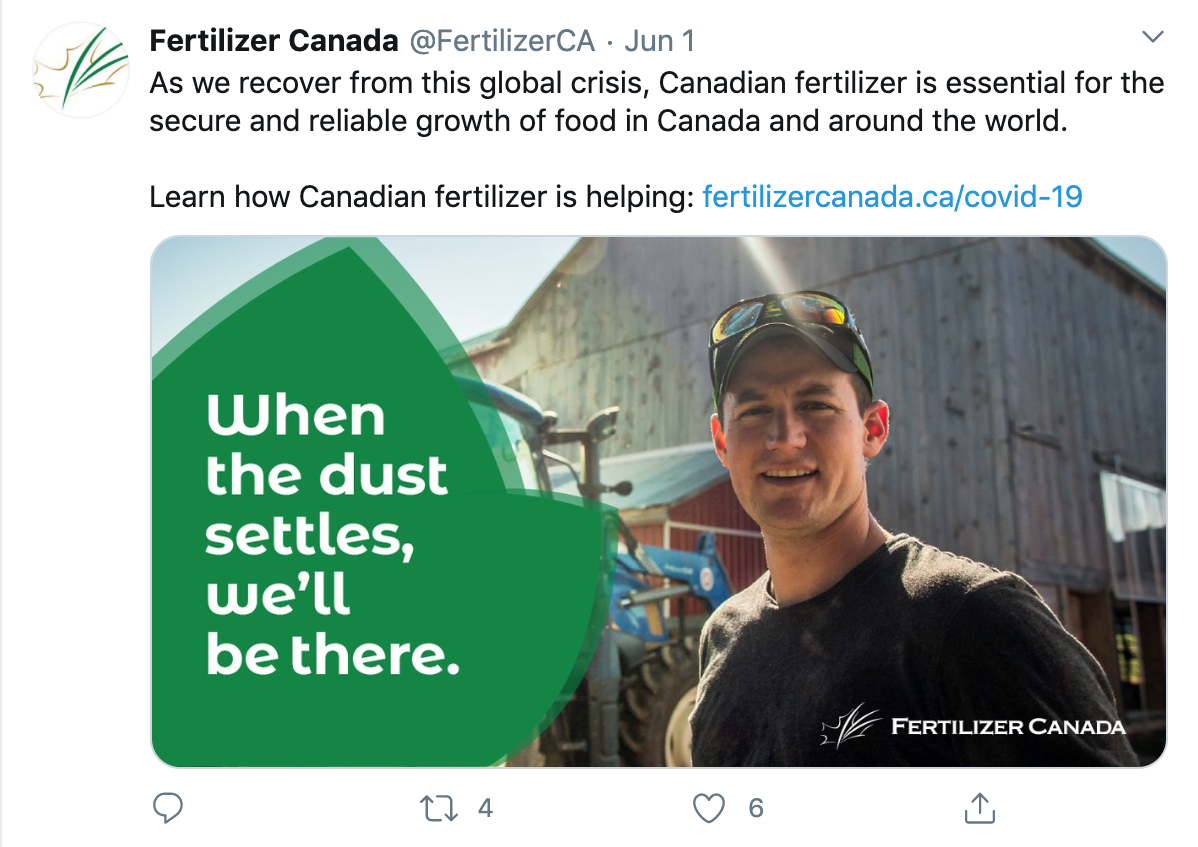 Fertilizer Canada @FertilizerCA · Jun 1
As we recover from this global crisis, Canadian fertilizer is essential for the
secure and reliable growth of food in Canada and around the world.
Learn how Canadian fertilizer is helping: fertilizercanada.ca/covid-19
When
the dust
settles,
we'll
be there.
FERTILIZER CANADA
4
6